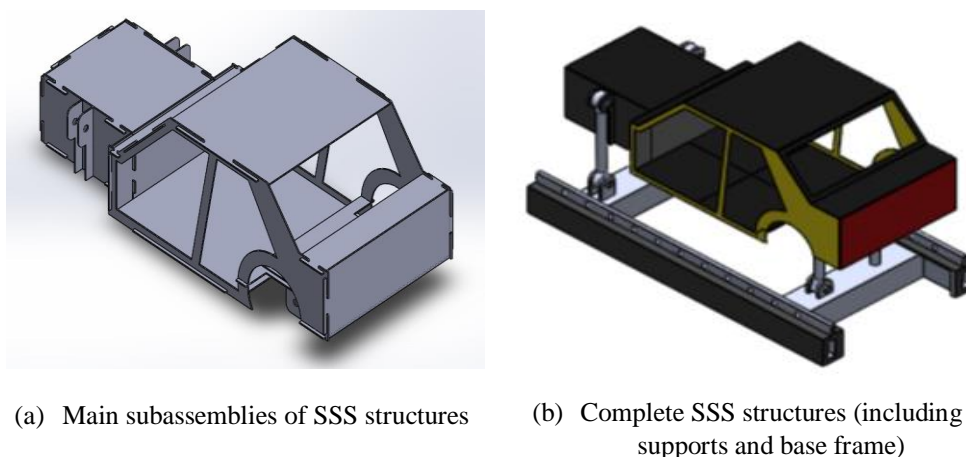 (a) Main subassemblies of SSS structures
(b) Complete SSS structures (including
supports and base frame)